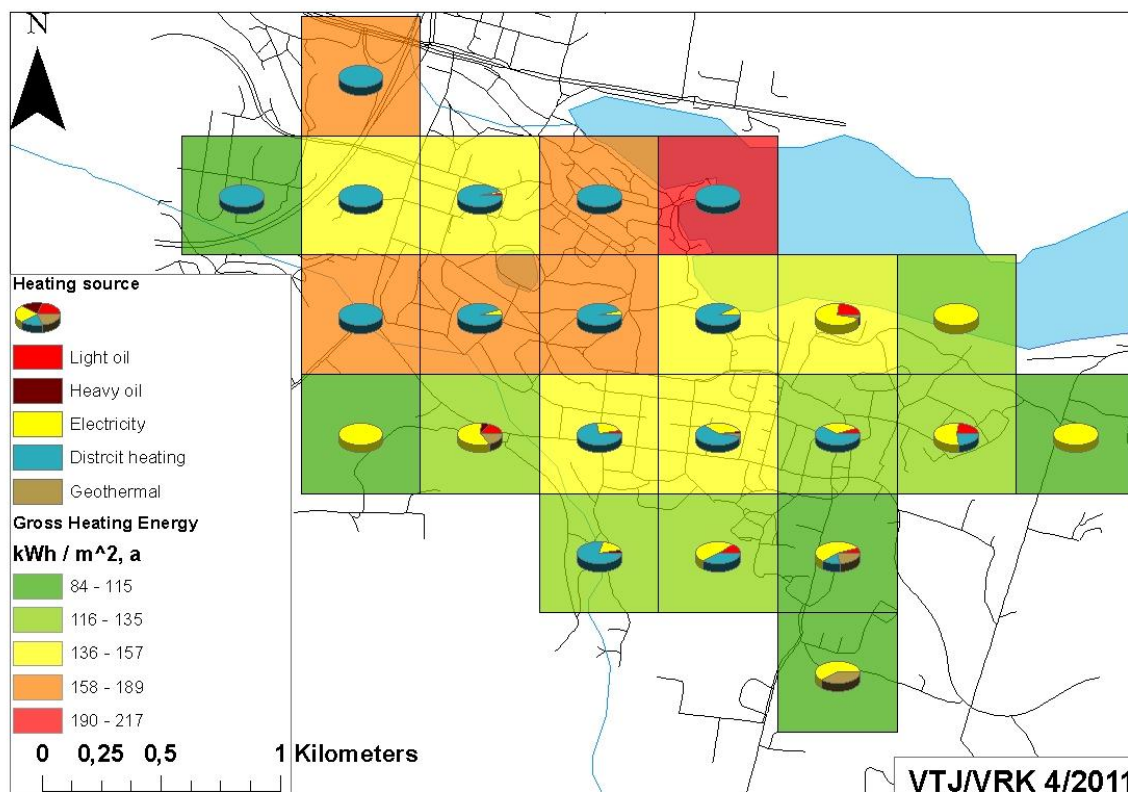 N
Heating source
Light oil
Heavy oil
Electricity
Distrcit heating
Geothermal
Gross Heating Energy
kWh / m^2, a
84 - 115
116 - 135
136 - 157
158 - 189
190 - 217
0 0,25 0,5 1 Kilometers
VTJ/VRK 4/2011